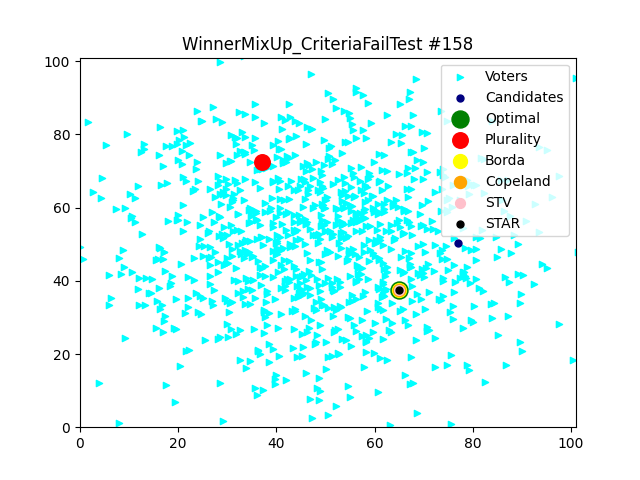 WinnerMixUp_CriteriaFailTest #158
Voters
Candidates
Optimal
Plurality
Borda
Copeland
STV
STAR
100
80
60
40
20
0
0 20 40 60 80 100